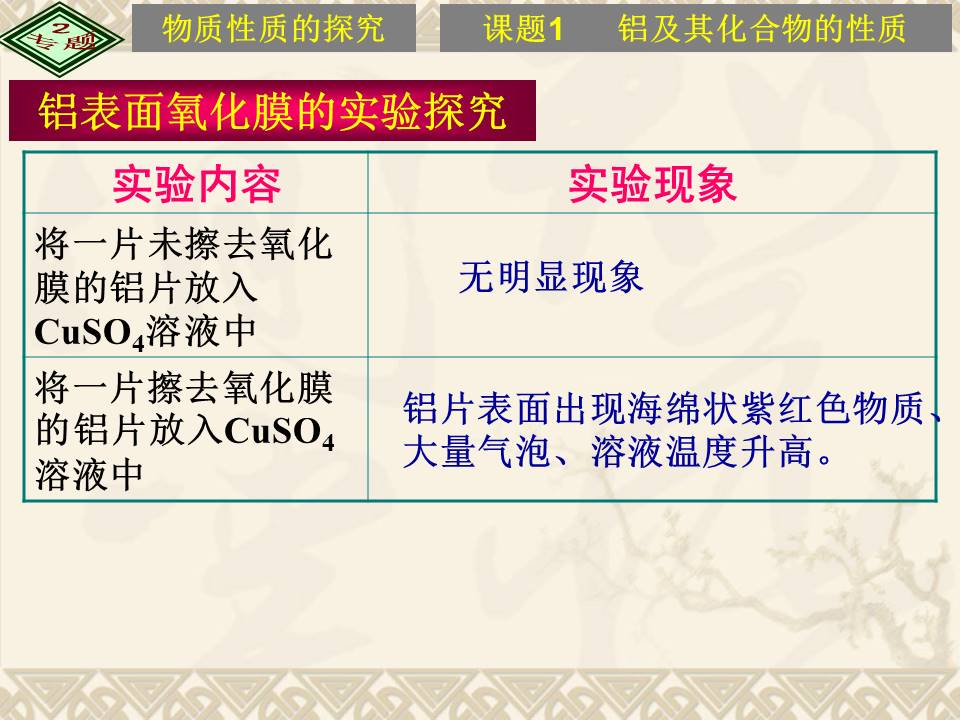 2
专题
物质性质的探究
课题1 铝及其化合物的性质
铝表面氧化膜的实验探究
实验内容
实验现象
将一片未擦去氧化
膜的铝片放入
CuSO₄溶液中
无明显现象
将一片擦去氧化膜
的铝片放入CuSO₄
溶液中
铝片表面出现海绵状紫红色物质、
大量气泡、溶液温度升高。